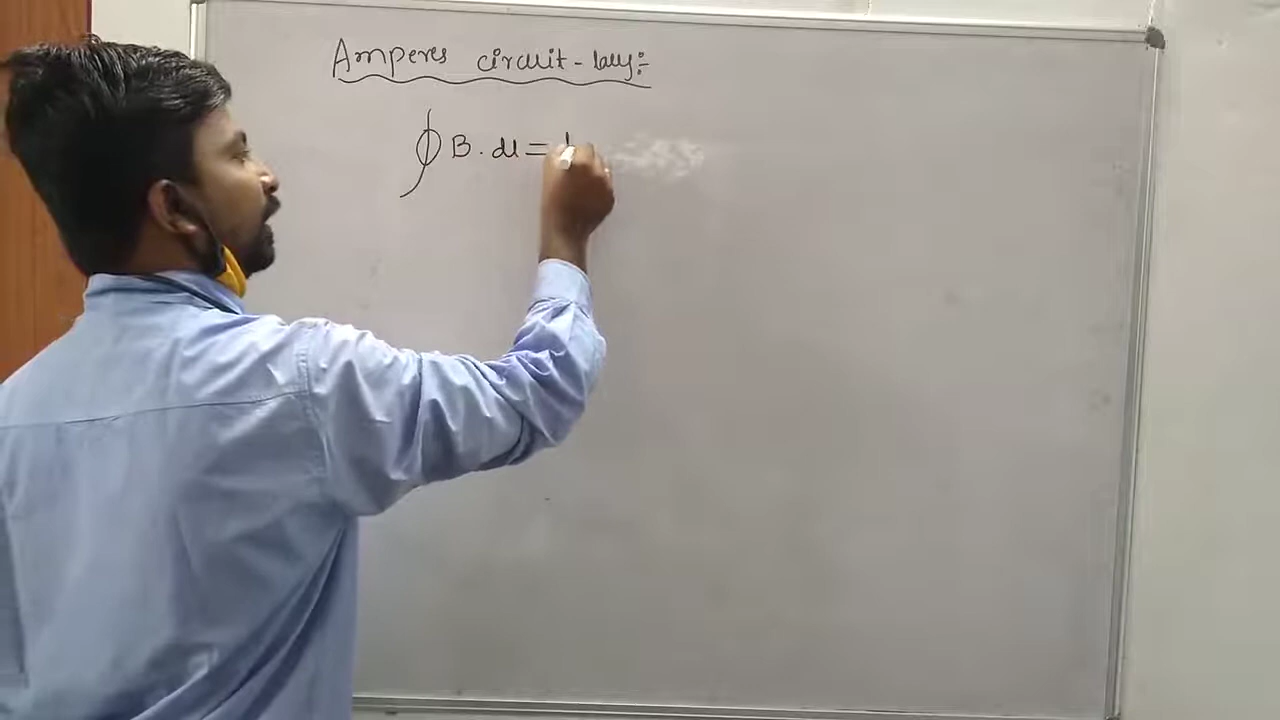 Amperes circuit-law:-
∮ B. dl =